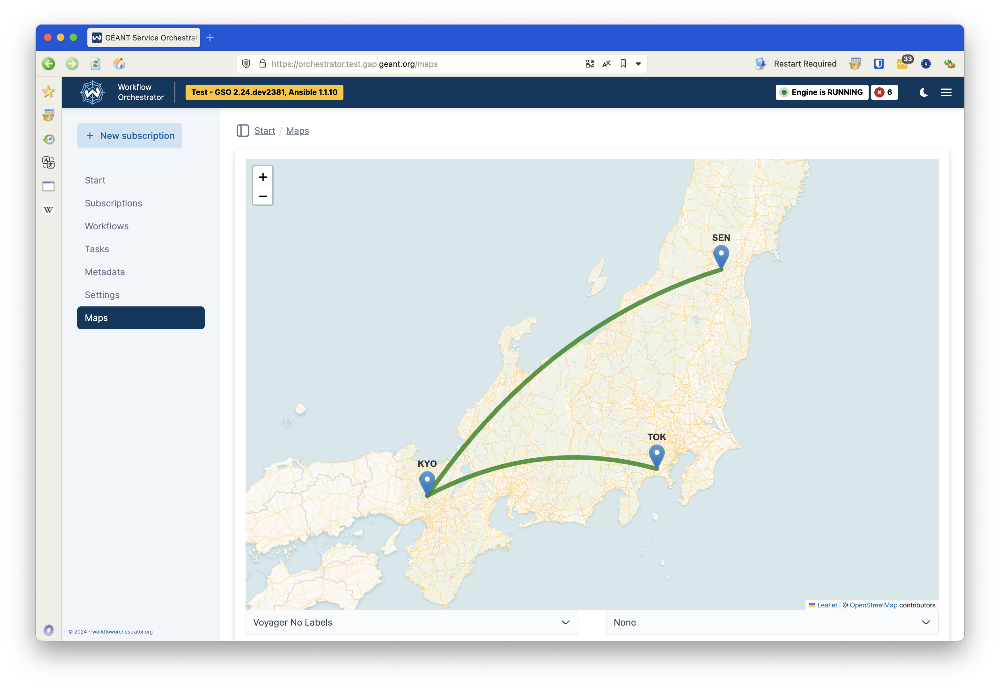 GÉANT Service Orchestrat
https://orchestrator.test.gap.geant.org/maps
Restart Required
33
Workflow
Orchestrator
Test - GSO 2.24.dev2381, Ansible 1.1.10
Engine is RUNNING
6
+ New subscription
Start / Maps
Start
Subscriptions
Workflows
Tasks
Metadata
Settings
Maps
W
+
−
SEN
TOK
KYO
Leaflet | © OpenStreetMap contributors
Voyager No Labels
None
© 2024 - workfloworchestrator.org